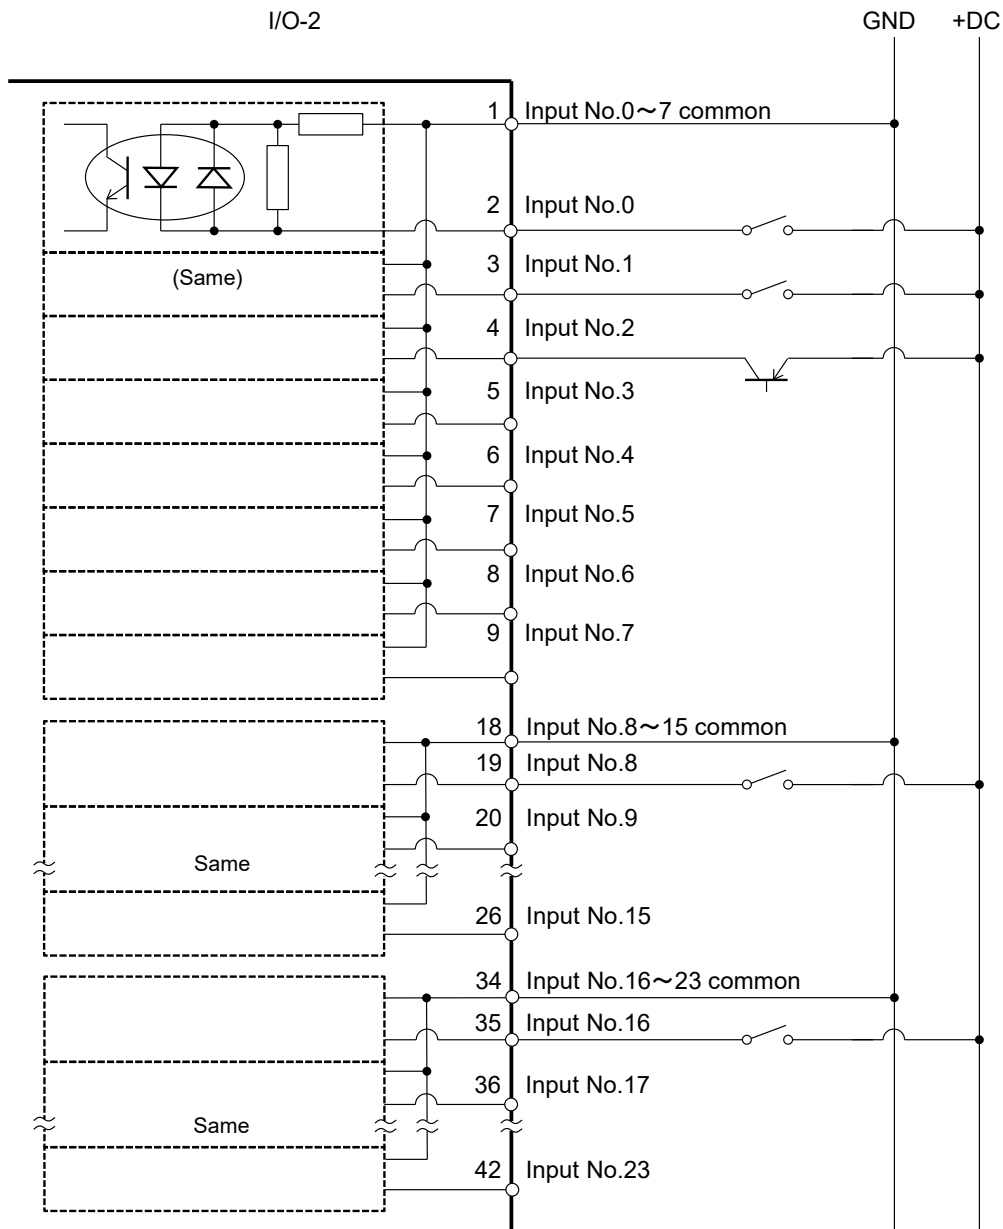 I/O-2 GND +DC
1 Input No.0～7 common
2 Input No.0
3 Input No.1
(Same)
4 Input No.2
5 Input No.3
6 Input No.4
7 Input No.5
8 Input No.6
9 Input No.7
18 Input No.8～15 common
19 Input No.8
20 Input No.9
Same
26 Input No.15
34 Input No.16～23 common
35 Input No.16
36 Input No.17
Same
42 Input No.23